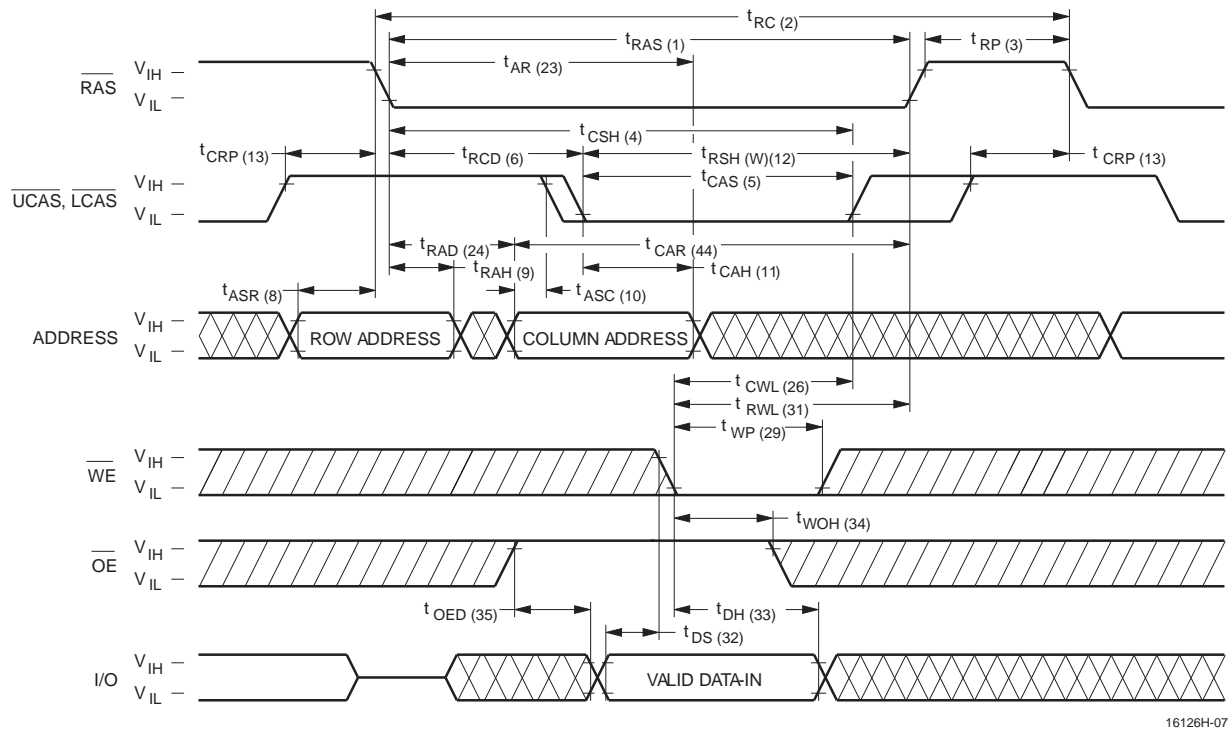 t RC (2)
t RAS (1)
t RP (3)
t AR (23)
RAS
V IH
V IL
t CSH (4)
t CRP (13)
t RCD (6)
t RSH (W)(12)
t CRP (13)
t CAS (5)
UCAS, LCAS
V IH
V IL
t RAD (24)
t CAR (44)
t RAH (9)
t CAH (11)
t ASR (8)
t ASC (10)
ADDRESS
V IH
V IL
ROW ADDRESS
COLUMN ADDRESS
t CWL (26)
t RWL (31)
t WP (29)
WE
V IH
V IL
t WOH (34)
OE
V IH
V IL
t OED (35)
t DH (33)
t DS (32)
I/O
V IH
V IL
VALID DATA-IN
16126H-07